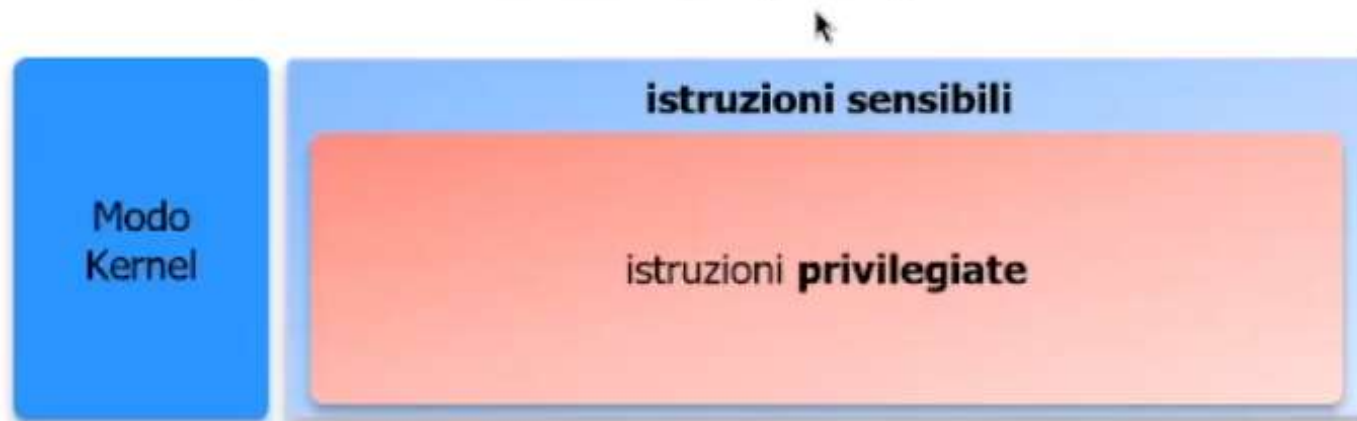 istruzioni sensibili
Modo
Kernel
istruzioni privilegiate